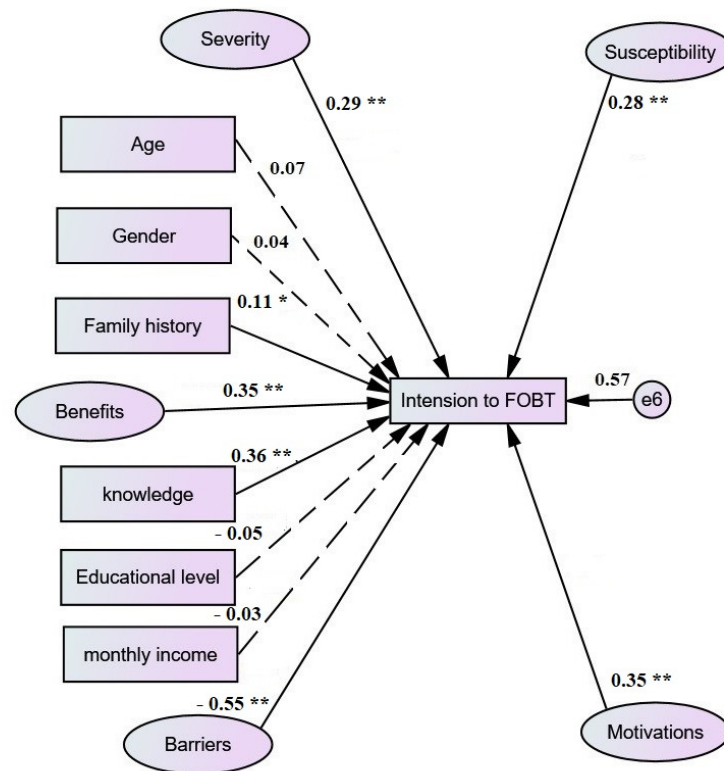 Severity
Susceptibility
0.29 **
0.28 **
Age
0.07
Gender
0.04
0.11 *
Family history
0.35 **
Benefits
Intension to FOBT
0.57
e6
0.36 **
knowledge
- 0.05
Educational level
- 0.03
monthly income
- 0.55 **
0.35 **
Barriers
Motivations